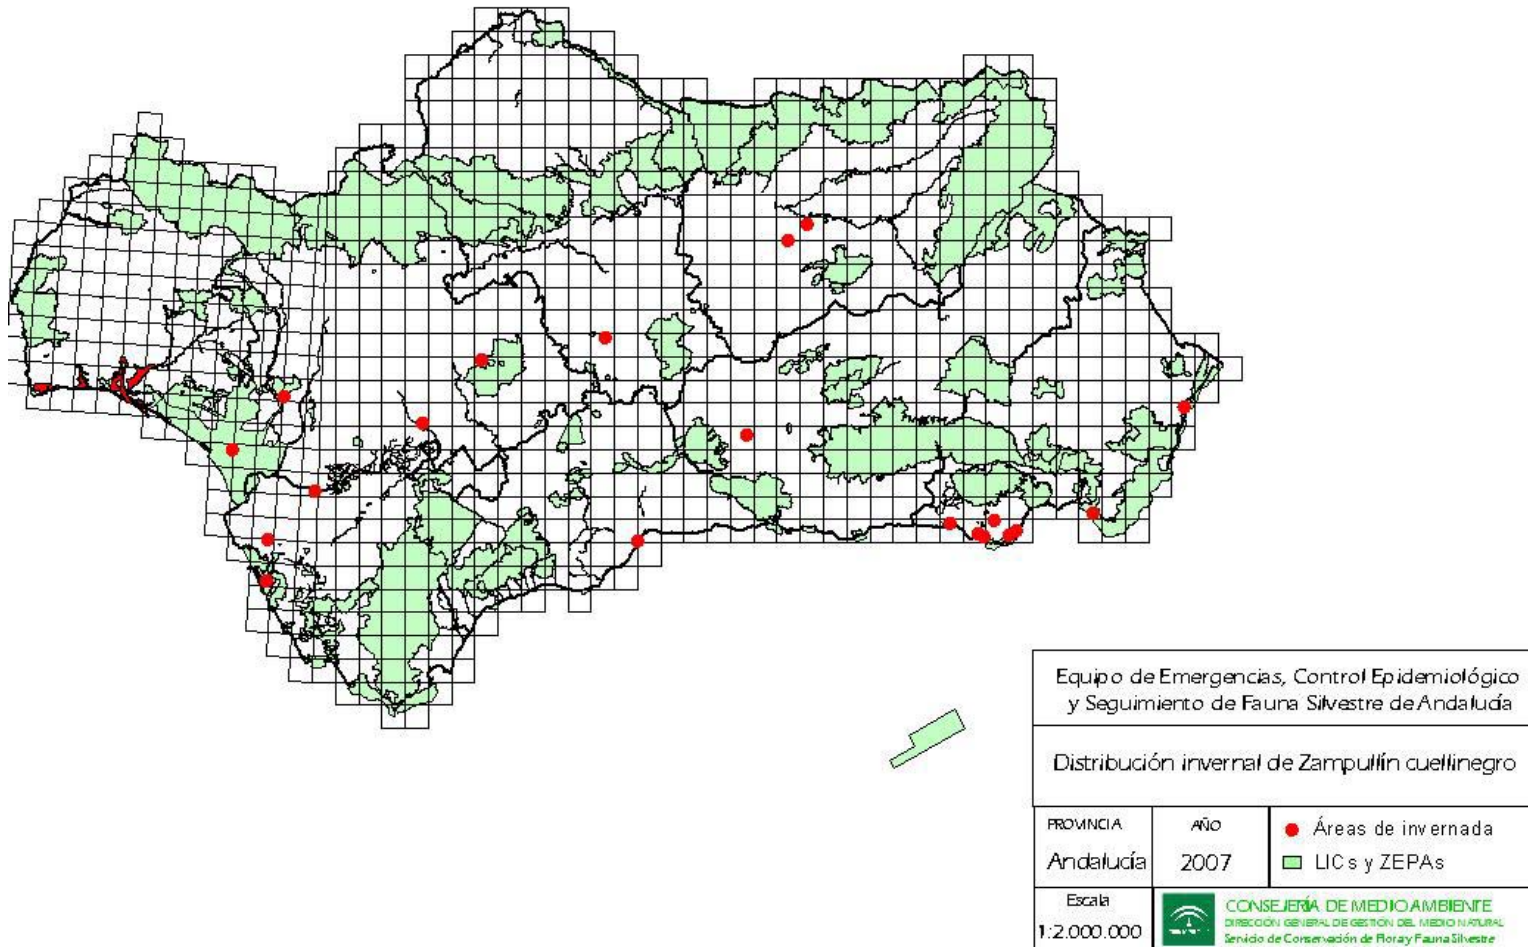 Equipo de Emergencias, Control Epidemiológico
y Seguimiento de Fauna Silvestre de Andalucía
Distribución invernal de Zampullín cuellinegro
PROVINCIA
Andalucía
AÑO
2007
Áreas de invernada
LICs y ZEPAs
Escala
1:2.000.000
CONSEJERÍA DE MEDIO AMBIENTE
DIRECCIÓN GENERAL DE GESTIÓN DEL MEDIO NATURAL
Servicio de Conservación de Flora y Fauna Silvestre